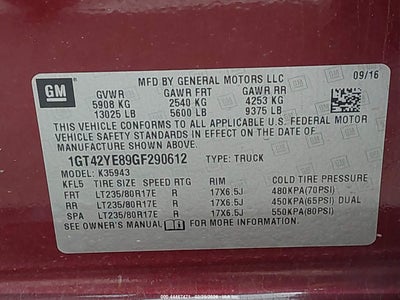 GM
MFD BY GENERAL MOTORS LLC
09/16
GVWR GAWR FRT GAWR RR
5908 KG 2540 KG 4253 KG
13025 LB 5600 LB 9375 LB
THIS VEHICLE CONFORMS TO ALL APPLICABLE U.S. FEDERAL MOTOR
VEHICLE SAFETY STANDARDS IN EFFECT ON THE DATE OF
MANUFACTURE SHOWN ABOVE.
1GT42YE89GF290612 TYPE: TRUCK
MODEL: K35943
KFL5 TIRE SIZE SPEED RTG RIM COLD TIRE PRESSURE
FRT LT235/80R17E R 17X6.5J 480KPA(70PSI)
RR LT235/80R17E R 17X6.5J 450KPA(65PSI) DUAL
SPA LT235/80R17E R 17X6.5J 550KPA(80PSI)
SEE OWNER'S MANUAL FOR MORE INFORMATION.